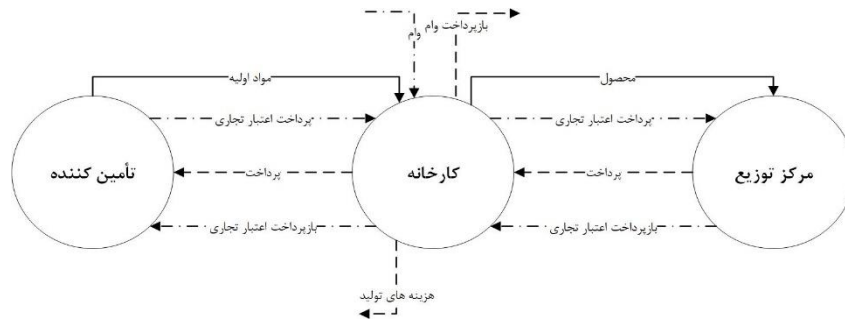 بازپرداخت وام
وام
محصول
مواد اولیه
پرداخت اعتبار تجاری
پرداخت اعتبار تجاری
مرکز توزیع
پرداخت
کارخانه
پرداخت
تأمین کننده
بازپرداخت اعتبار تجاری
بازپرداخت اعتبار تجاری
هزینه های تولید